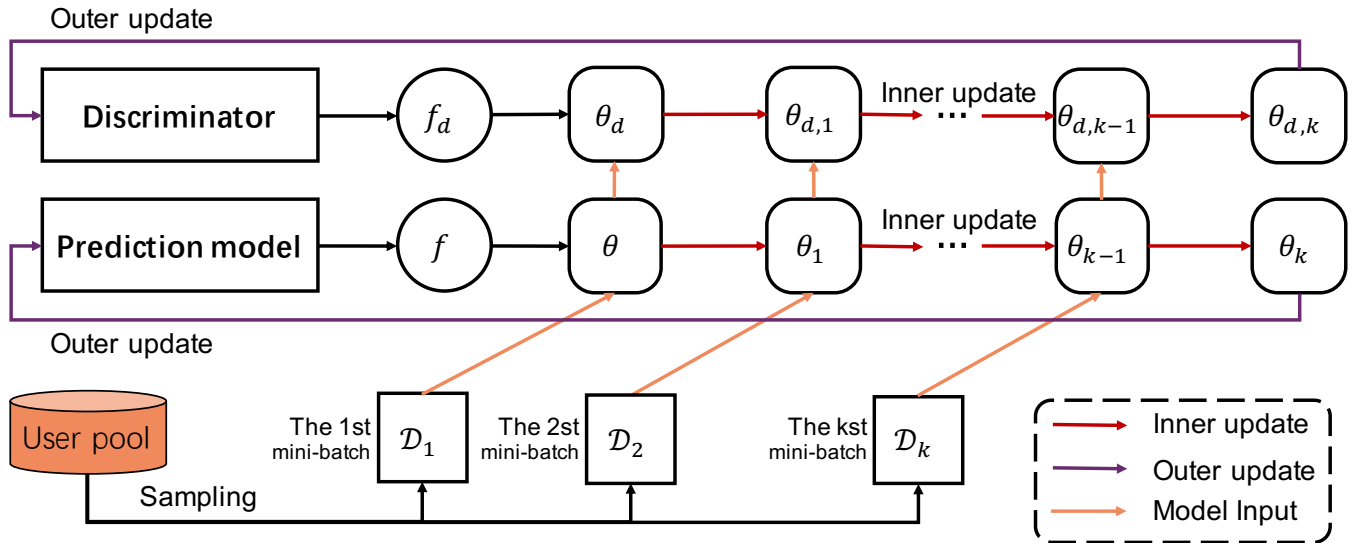 Outer update
Discriminator
f_d
θ_d
θ_{d,1}
Inner update
...
θ_{d,k−1}
θ_{d,k}
Prediction model
f
θ
θ_1
Inner update
...
θ_{k−1}
θ_k
Outer update
User pool
Sampling
The 1st
mini-batch
𝒟_1
The 2st
mini-batch
𝒟_2
The kst
mini-batch
𝒟_k
Inner update
Outer update
Model Input